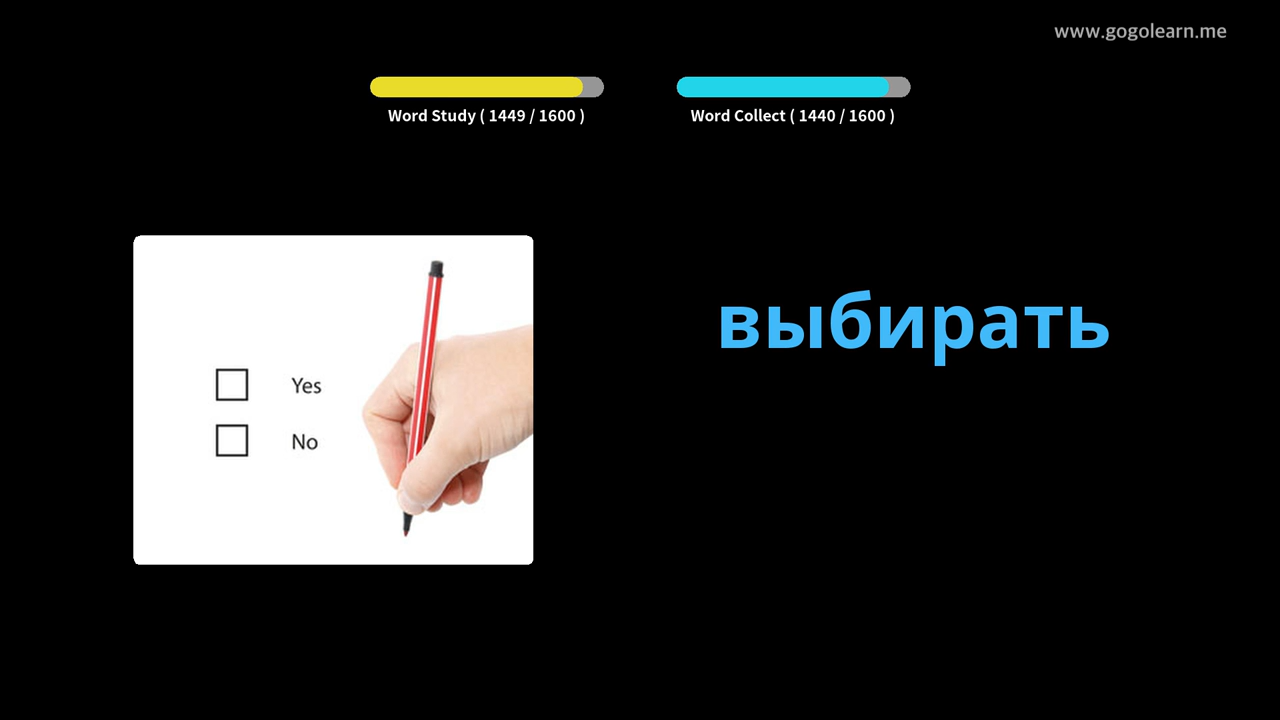 www.gogolearn.me
Word Study ( 1449 / 1600 )
Word Collect ( 1440 / 1600 )
выбирать
Yes
No